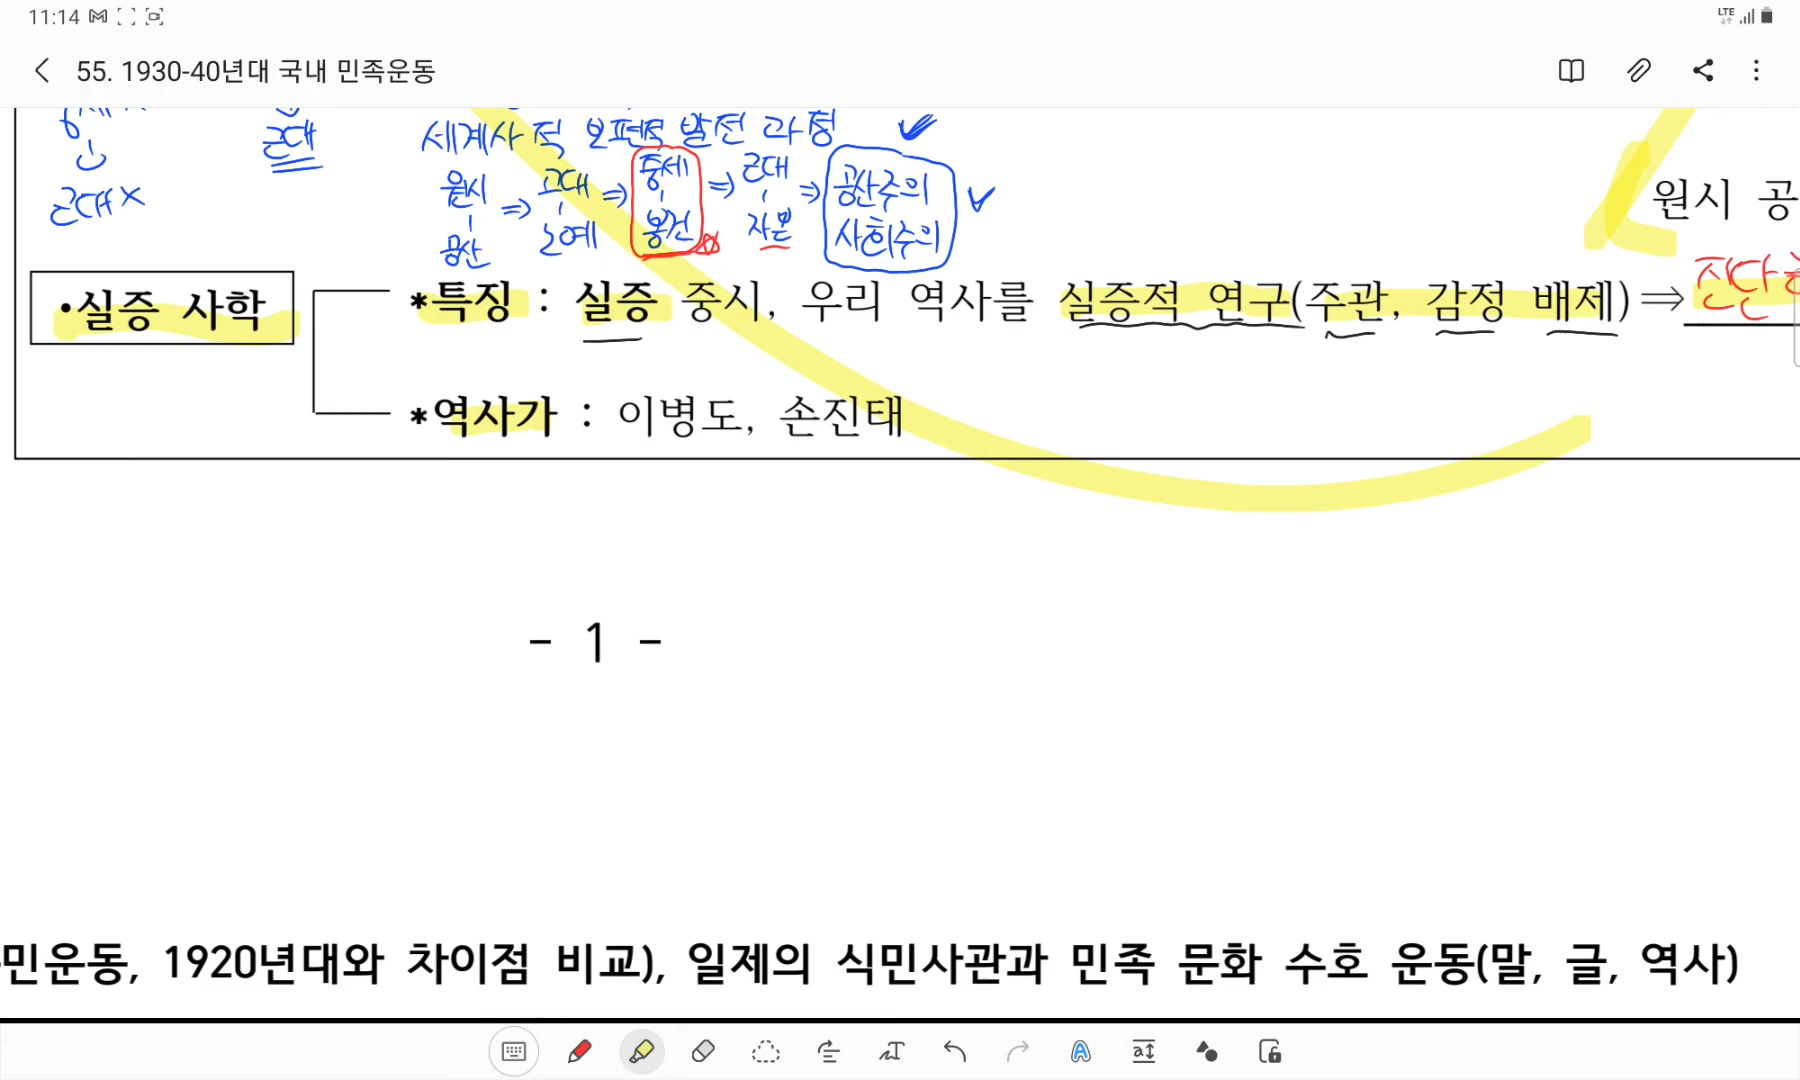 11:14
LTE
55. 1930-40년대 국내 민족운동
근대
세계사적 보편적 발전 과정
근대 X
원시 ⇒ 고대 ⇒ 중세 ⇒ 근대 ⇒ 공산주의
공산 노예 봉건 자본 사회주의
원시 공
•실증 사학
*특징 : 실증 중시, 우리 역사를 실증적 연구(주관, 감정 배제)⇒ 진단
*역사가 : 이병도, 손진태
- 1 -
민운동, 1920년대와 차이점 비교), 일제의 식민사관과 민족 문화 수호 운동(말, 글, 역사)